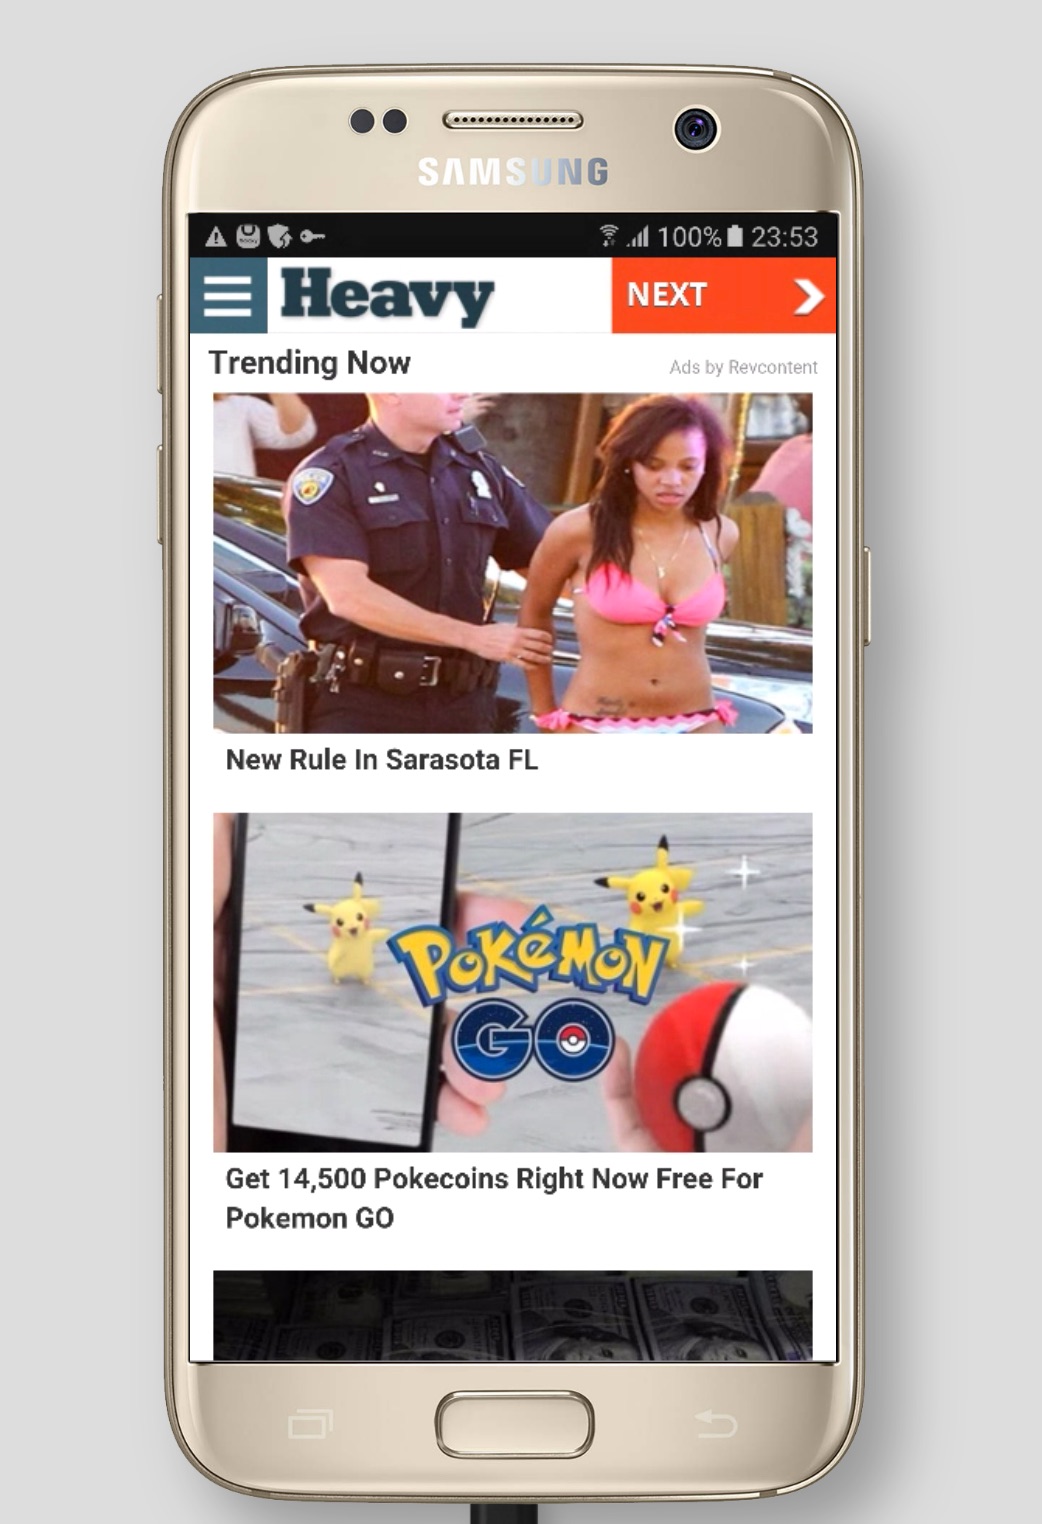 SAMSUNG
100% 23:53
Heavy
NEXT
Trending Now
Ads by Revcontent
New Rule In Sarasota FL
POKÉMON
GO
Get 14,500 Pokecoins Right Now Free For
Pokemon GO